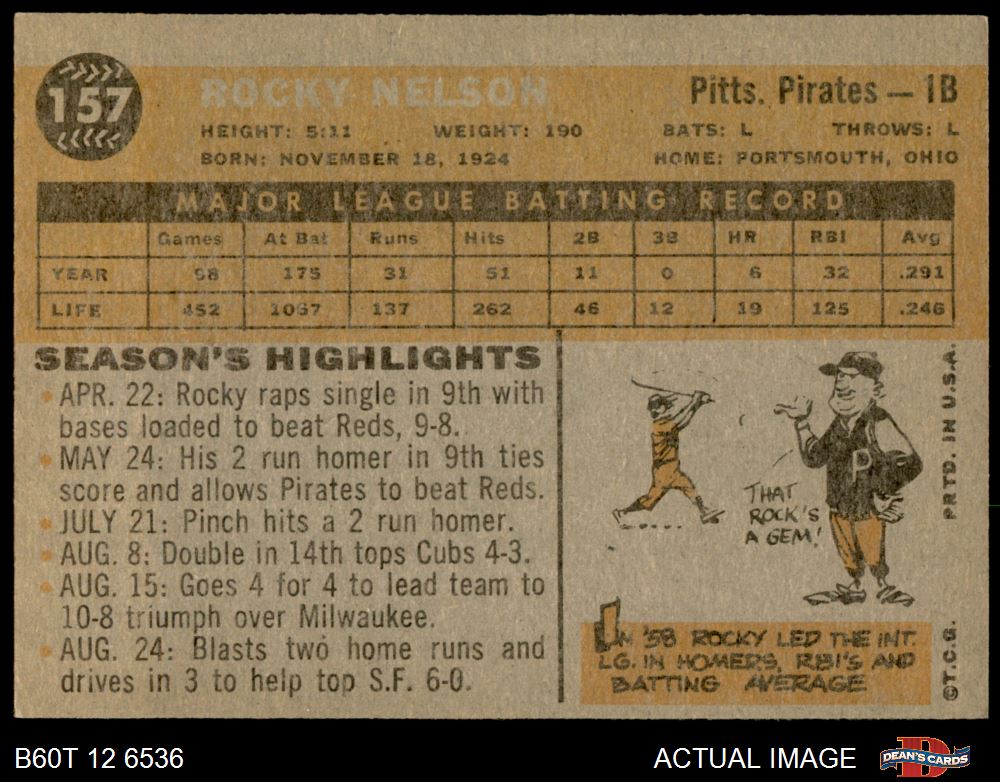 157
ROCKY NELSON
Pitts. Pirates — 1B
HEIGHT: 5:11 WEIGHT: 190 BATS: L THROWS: L
BORN: NOVEMBER 18, 1924 HOME: PORTSMOUTH, OHIO
MAJOR LEAGUE BATTING RECORD
Games At Bat Runs Hits 2B 3B HR RBI Avg
YEAR 98 175 31 51 11 0 6 32 .291
LIFE 452 1067 137 262 46 12 19 125 .246
SEASON'S HIGHLIGHTS
• APR. 22: Rocky raps single in 9th with
bases loaded to beat Reds, 9-8.
• MAY 24: His 2 run homer in 9th ties
score and allows Pirates to beat Reds.
• JULY 21: Pinch hits a 2 run homer.
• AUG. 8: Double in 14th tops Cubs 4-3.
• AUG. 15: Goes 4 for 4 to lead team to
10-8 triumph over Milwaukee.
• AUG. 24: Blasts two home runs and
drives in 3 to help top S.F. 6-0.
P
THAT
ROCK'S
A GEM!
IN '58 ROCKY LED THE INT.
LG. IN HOMERS, RBI'S AND
BATTING AVERAGE
©T.C.G. PRTD. IN U.S.A.
B60T 12 6536
ACTUAL IMAGE
DEAN'S CARDS